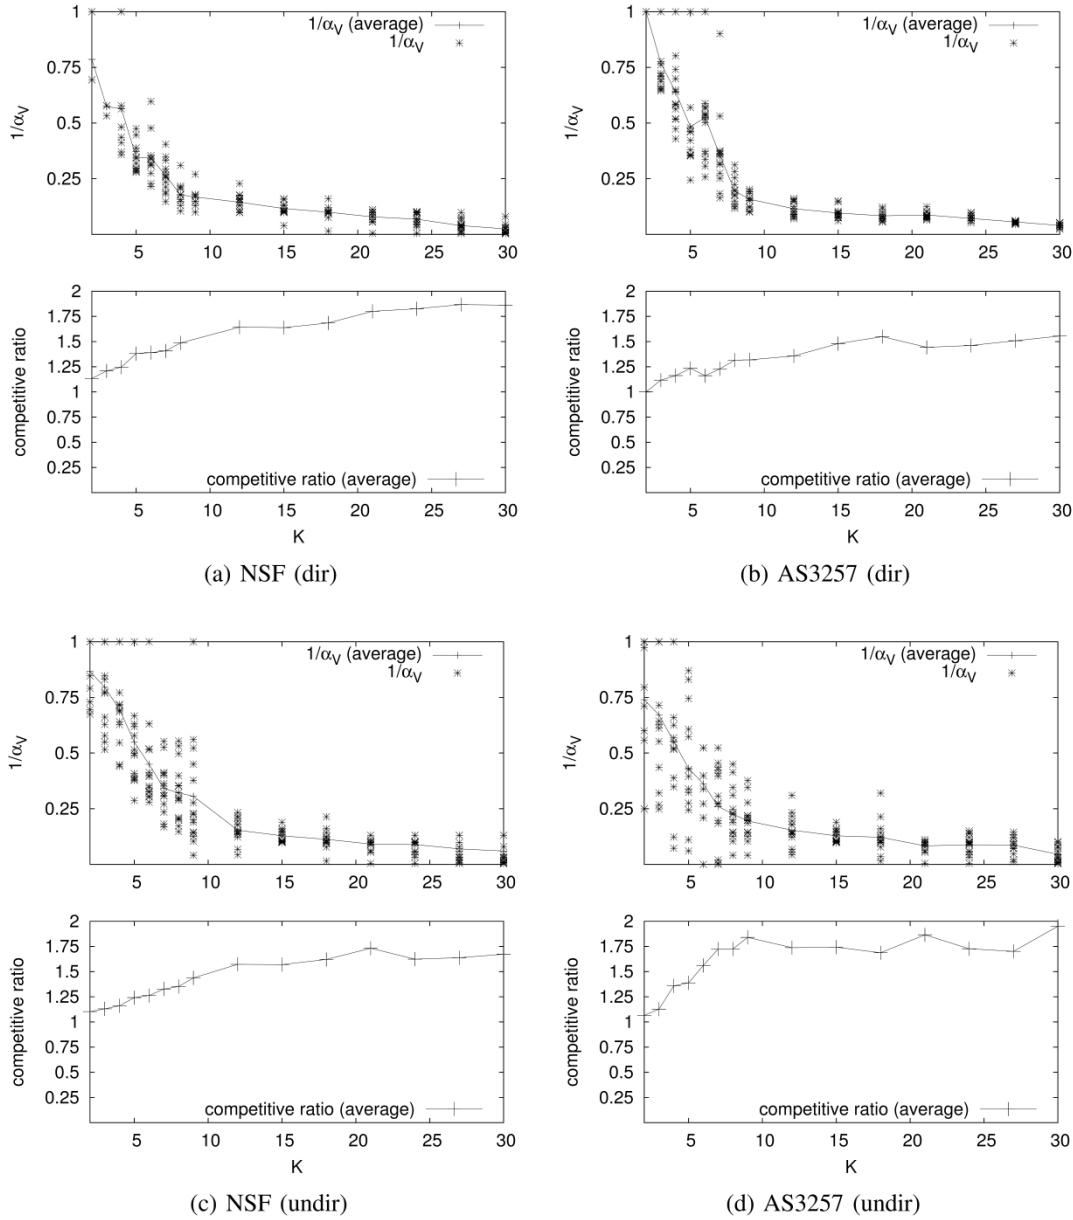 1/αV (average)
1/αV
1
0.75
0.5
0.25
1/αV
5 10 15 20 25 30
2
1.75
1.5
1.25
1
0.75
0.5
0.25
competitive ratio
competitive ratio (average)
5 10 15 20 25 30
K
(a) NSF (dir)
1/αV (average)
1/αV
1
0.75
0.5
0.25
1/αV
5 10 15 20 25 30
2
1.75
1.5
1.25
1
0.75
0.5
0.25
competitive ratio
competitive ratio (average)
5 10 15 20 25 30
K
(b) AS3257 (dir)
1/αV (average)
1/αV
1
0.75
0.5
0.25
1/αV
5 10 15 20 25 30
2
1.75
1.5
1.25
1
0.75
0.5
0.25
competitive ratio
competitive ratio (average)
5 10 15 20 25 30
K
(c) NSF (undir)
1/αV (average)
1/αV
1
0.75
0.5
0.25
1/αV
5 10 15 20 25 30
2
1.75
1.5
1.25
1
0.75
0.5
0.25
competitive ratio
competitive ratio (average)
5 10 15 20 25 30
K
(d) AS3257 (undir)